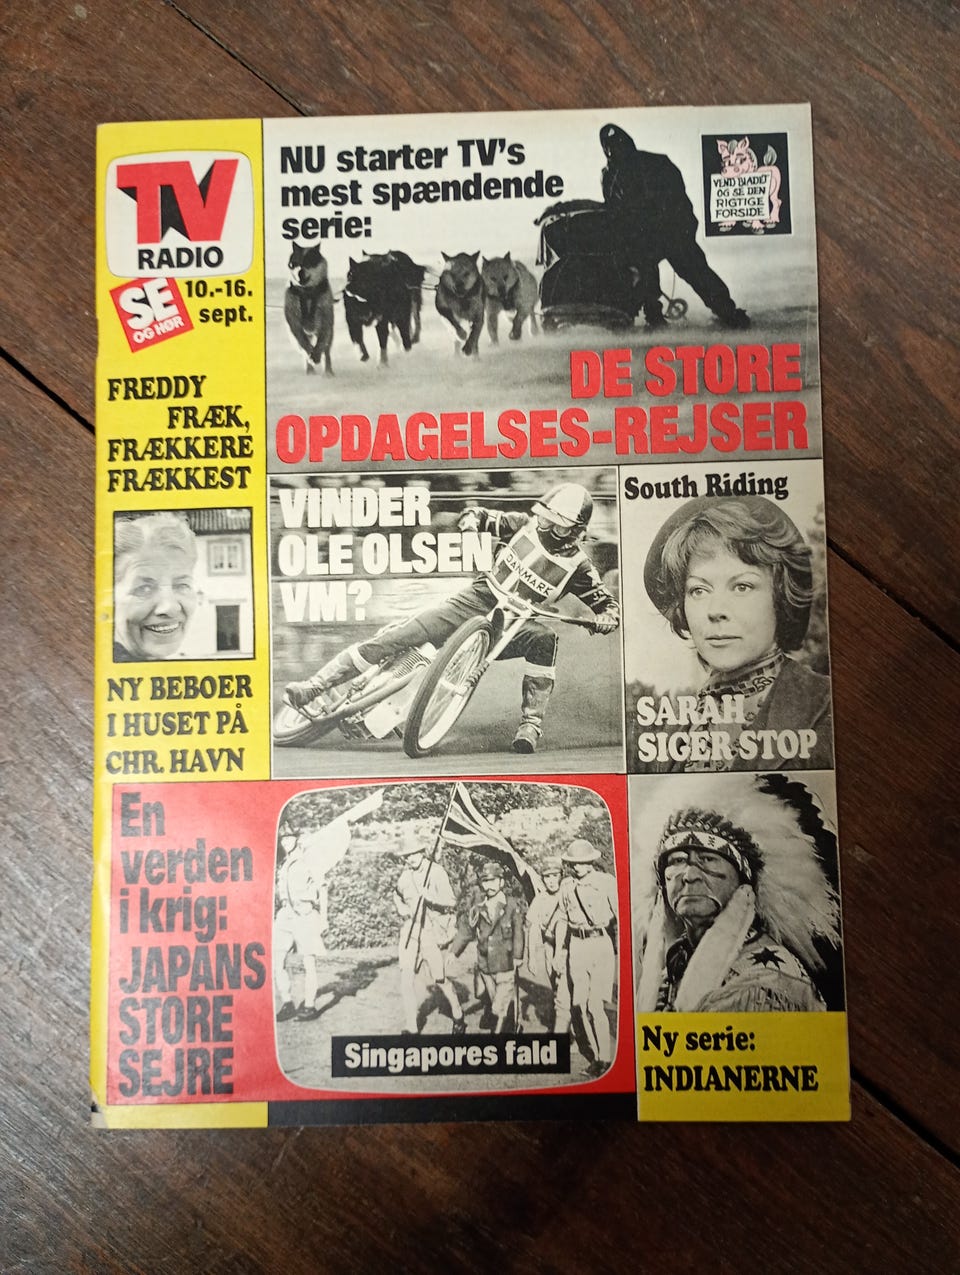 TV
RADIO
SE
OG HØR
10.-16.
sept.
FREDDY
FRÆK,
FRÆKKERE
FRÆKKEST
NY BEBOER
I HUSET PÅ
CHR. HAVN
NU starter TV's
mest spændende
serie:
VEND BLADET
OG SE DEN
RIGTIGE
FORSIDE
DE STORE
OPDAGELSES-REJSER
VINDER
OLE OLSEN
VM?
DANMARK
South Riding
SARAH
SIGER STOP
En
verden
i krig:
JAPANS
STORE
SEJRE
Singapores fald
Ny serie:
INDIANERNE